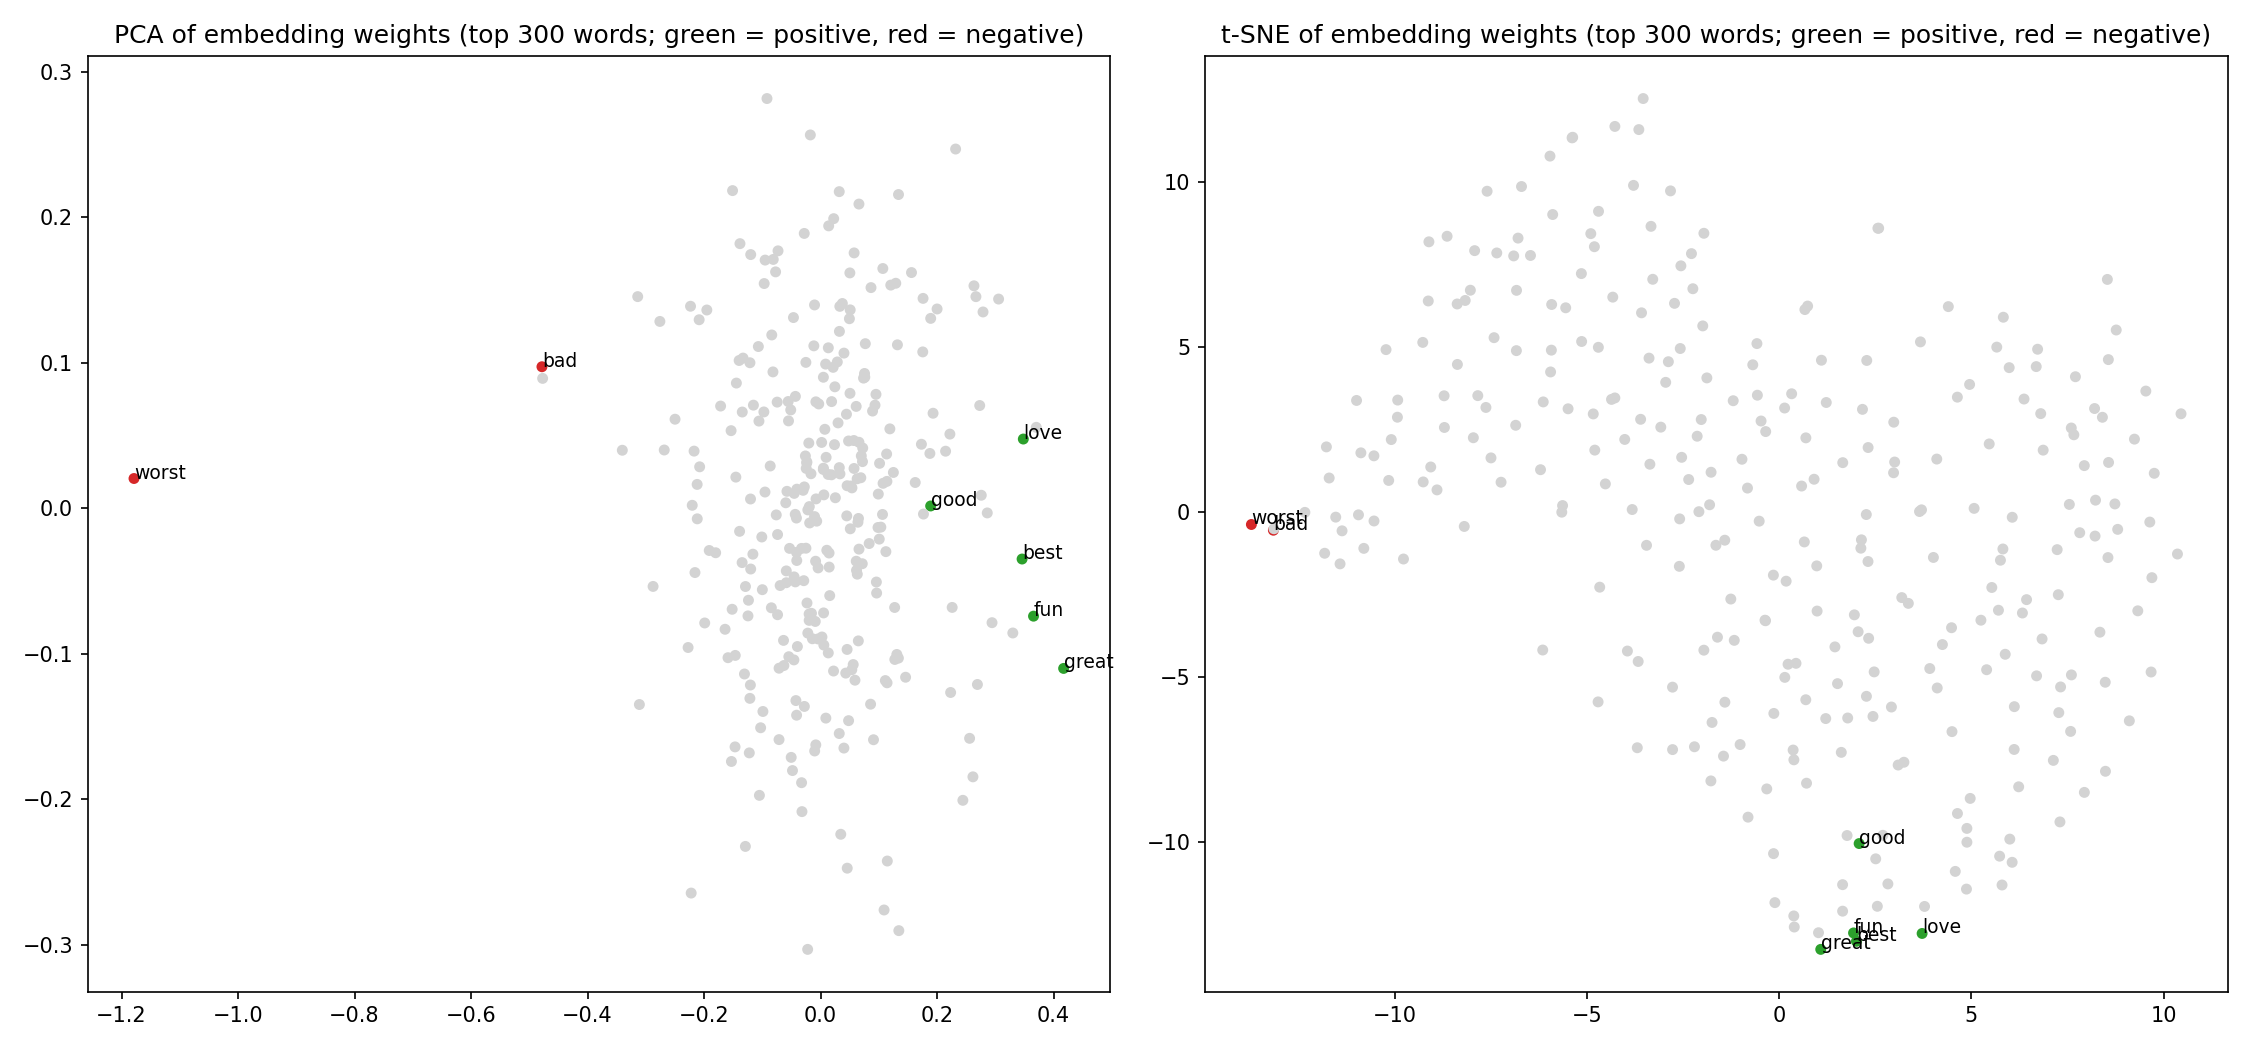 PCA of embedding weights (top 300 words; green = positive, red = negative)
0.3
0.2
0.1
0.0
−0.1
−0.2
−0.3
bad
worst
love
good
best
fun
great
−1.2 −1.0 −0.8 −0.6 −0.4 −0.2 0.0 0.2 0.4
t-SNE of embedding weights (top 300 words; green = positive, red = negative)
10
5
0
−5
−10
worst
bad
good
fun
best
love
great
−10 −5 0 5 10